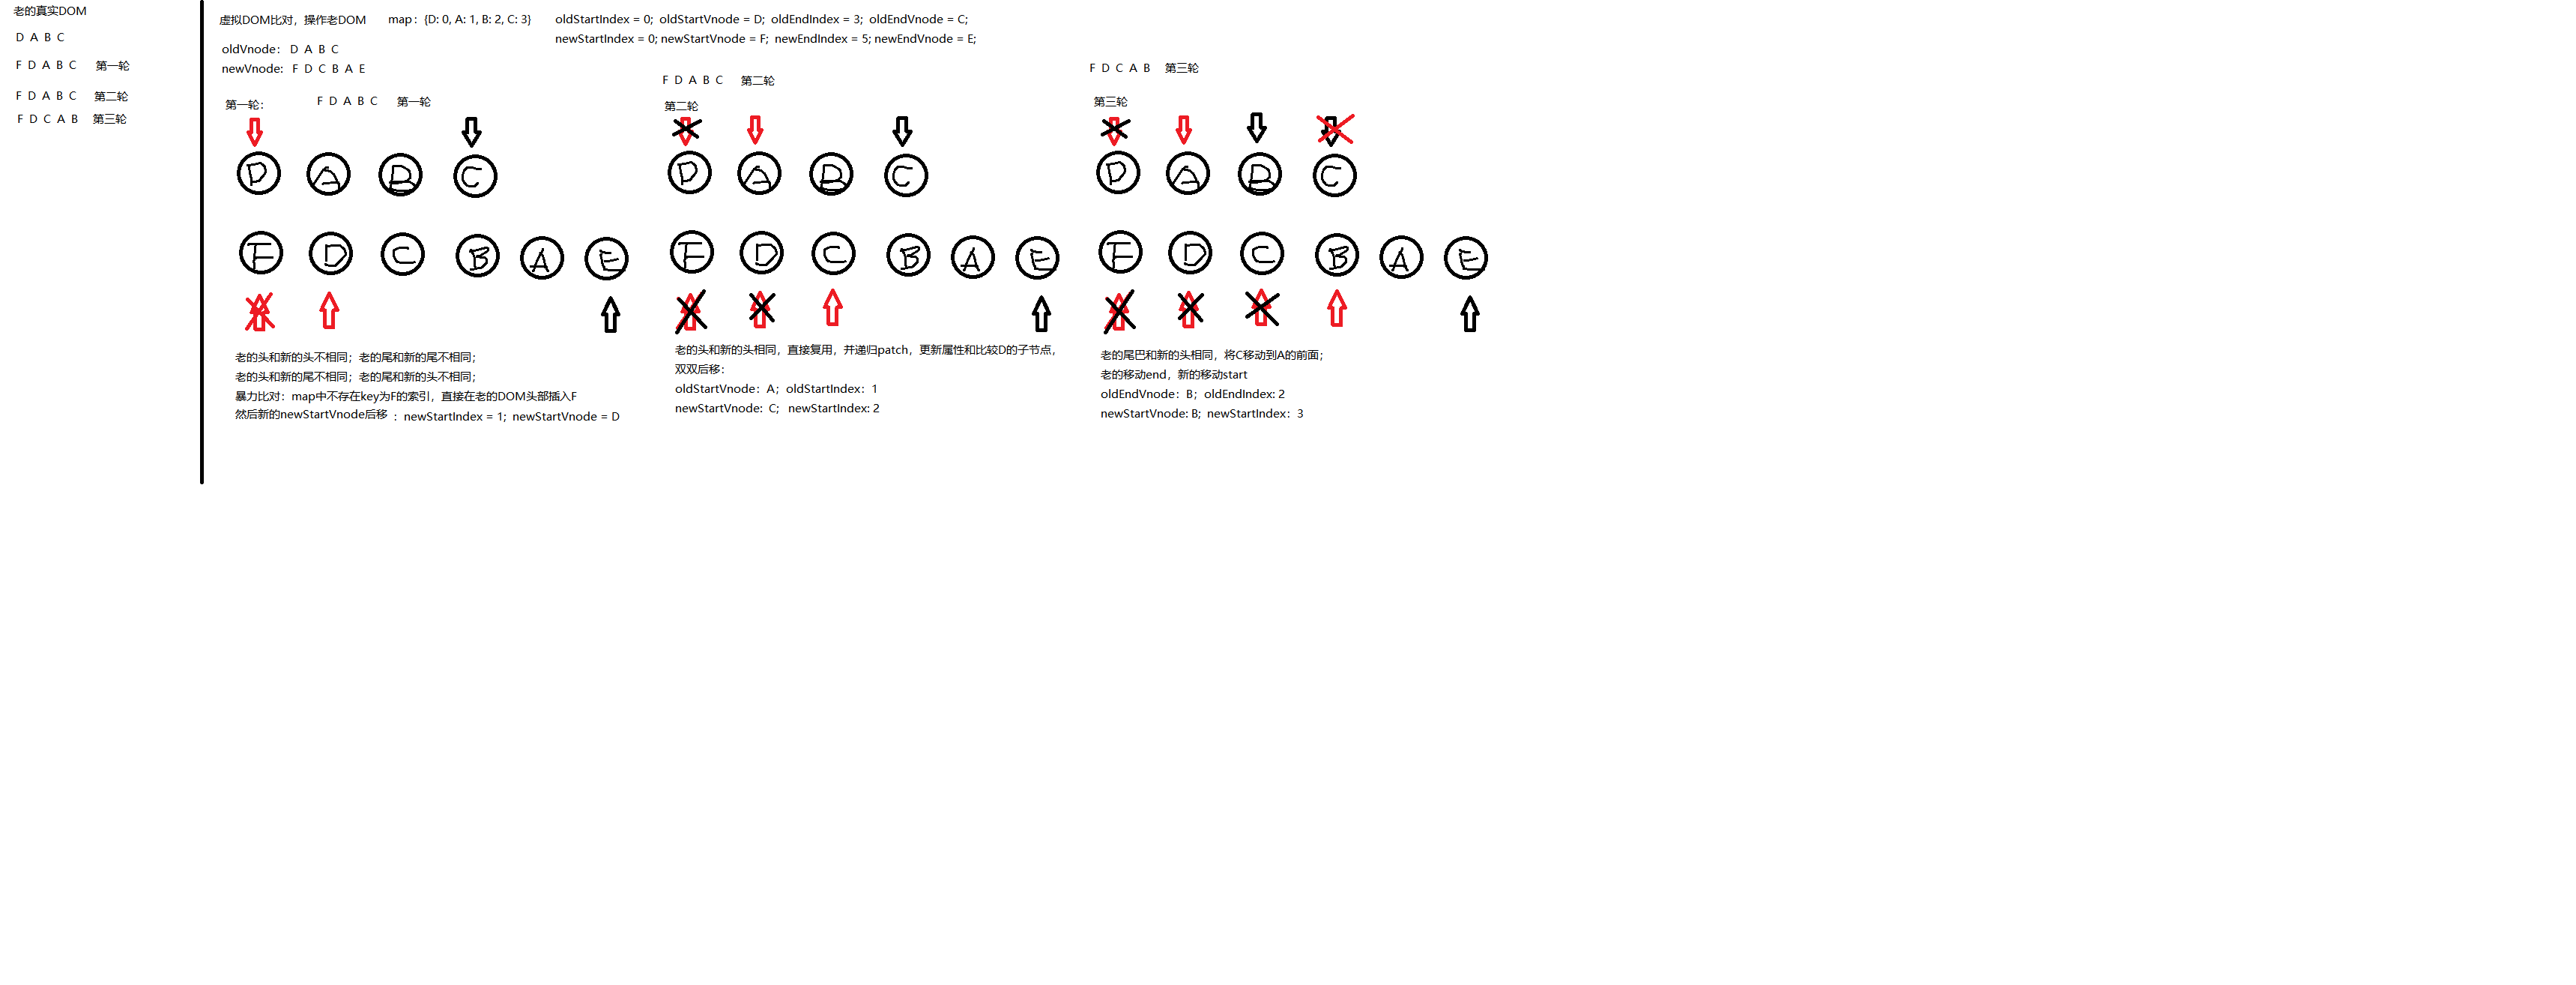 老的真实DOM
D A B C
F D A B C 第一轮
F D A B C 第二轮
F D C A B 第三轮
虚拟DOM比对，操作老DOM map：{D: 0, A: 1, B: 2, C: 3} oldStartIndex = 0; oldStartVnode = D; oldEndIndex = 3; oldEndVnode = C;
newStartIndex = 0; newStartVnode = F; newEndIndex = 5; newEndVnode = E;
oldVnode： D A B C
newVnode: F D C B A E
第一轮： F D A B C 第一轮
D A B C
F D C B A E
老的头和新的头不相同；老的尾和新的尾不相同；
老的头和新的尾不相同；老的尾和新的头不相同；
暴力比对：map中不存在key为F的索引，直接在老的DOM头部插入F
然后新的newStartVnode后移 ：newStartIndex = 1; newStartVnode = D
F D A B C 第二轮
第二轮
D A B C
F D C B A E
老的头和新的头相同，直接复用，并递归patch，更新属性和比较D的子节点，
双双后移：
oldStartVnode：A；oldStartIndex：1
newStartVnode: C; newStartIndex: 2
F D C A B 第三轮
第三轮
D A B C
F D C B A E
老的尾巴和新的头相同，将C移动到A的前面；
老的移动end，新的移动start
oldEndVnode：B；oldEndIndex: 2
newStartVnode: B; newStartIndex：3